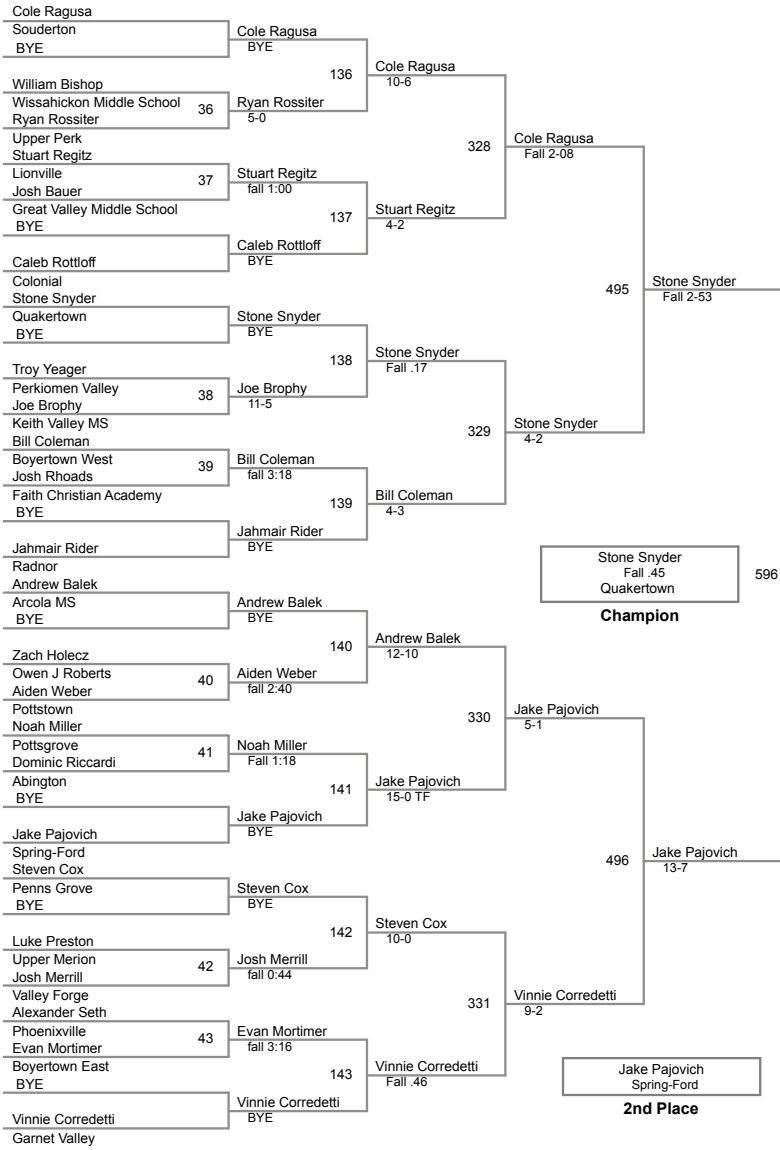 Cole Ragusa
Souderton
BYE
William Bishop
Wissahickon Middle School
Ryan Rossiter
36
Upper Perk
Stuart Regitz
Lionville
Josh Bauer
37
Great Valley Middle School
BYE
Caleb Rottloff
Colonial
Stone Snyder
Quakertown
BYE
Troy Yeager
Perkiomen Valley
Joe Brophy
38
Keith Valley MS
Bill Coleman
Boyertown West
Josh Rhoads
39
Faith Christian Academy
BYE
Jahmair Rider
Radnor
Andrew Balek
Arcola MS
BYE
Zach Holecz
Owen J Roberts
Aiden Weber
40
Pottstown
Noah Miller
Pottsgrove
Dominic Riccardi
41
Abington
BYE
Jake Pajovich
Spring-Ford
Steven Cox
Penns Grove
BYE
Luke Preston
Upper Merion
Josh Merrill
42
Valley Forge
Alexander Seth
Phoenixville
Evan Mortimer
43
Boyertown East
BYE
Vinnie Corredetti
Garnet Valley
Cole Ragusa
BYE
136
Ryan Rossiter
5-0
Stuart Regitz
fall 1:00
137
Caleb Rottloff
BYE
Stone Snyder
BYE
138
Joe Brophy
11-5
Bill Coleman
fall 3:18
139
Jahmair Rider
BYE
Andrew Balek
BYE
140
Aiden Weber
fall 2:40
Noah Miller
Fall 1:18
141
Jake Pajovich
BYE
Steven Cox
BYE
142
Josh Merrill
fall 0:44
Evan Mortimer
fall 3:16
143
Vinnie Corredetti
BYE
Cole Ragusa
10-6
328
Stuart Regitz
4-2
Stone Snyder
Fall .17
329
Bill Coleman
4-3
Andrew Balek
12-10
330
Jake Pajovich
15-0 TF
Steven Cox
10-0
331
Vinnie Corredetti
Fall .46
Cole Ragusa
Fall 2-08
495
Stone Snyder
4-2
Jake Pajovich
5-1
496
Vinnie Corredetti
9-2
Stone Snyder
Fall 2-53
Stone Snyder
Fall .45
Quakertown
596
Champion
Jake Pajovich
13-7
Jake Pajovich
Spring-Ford
2nd Place